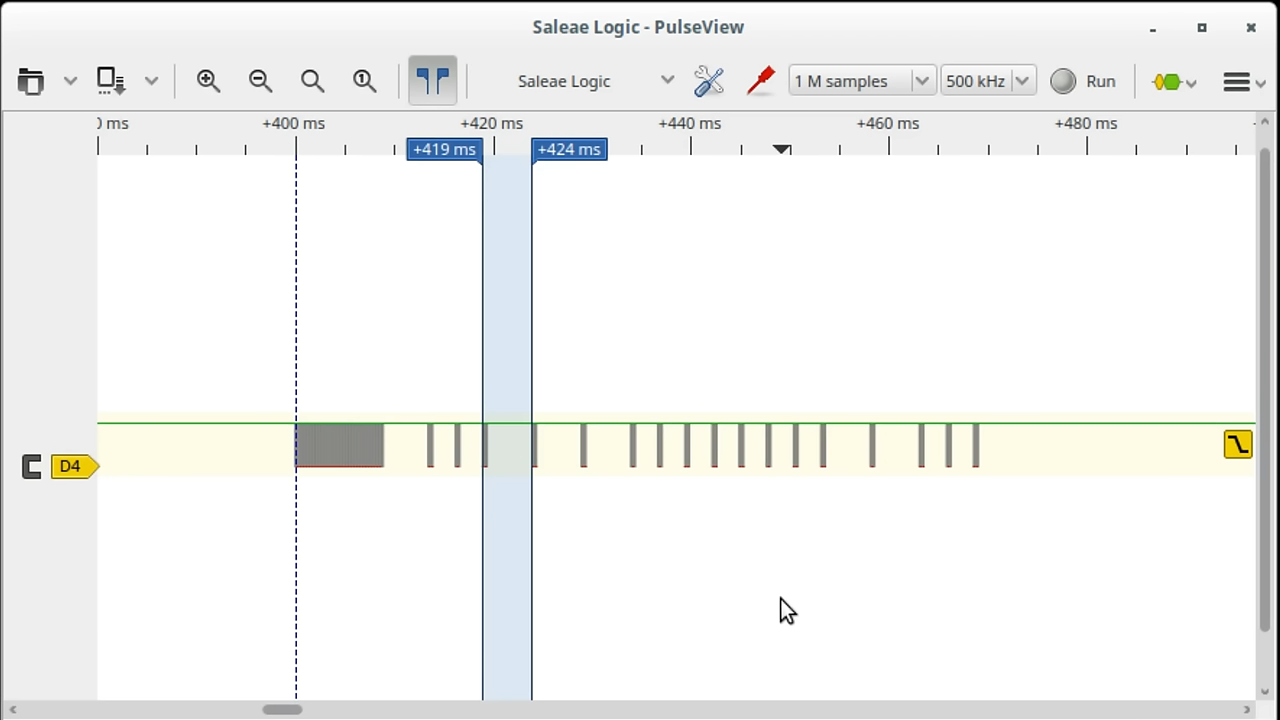 Saleae Logic - PulseView
Saleae Logic 1 M samples 500 kHz Run
0 ms +400 ms +420 ms +440 ms +460 ms +480 ms
+419 ms +424 ms
D4